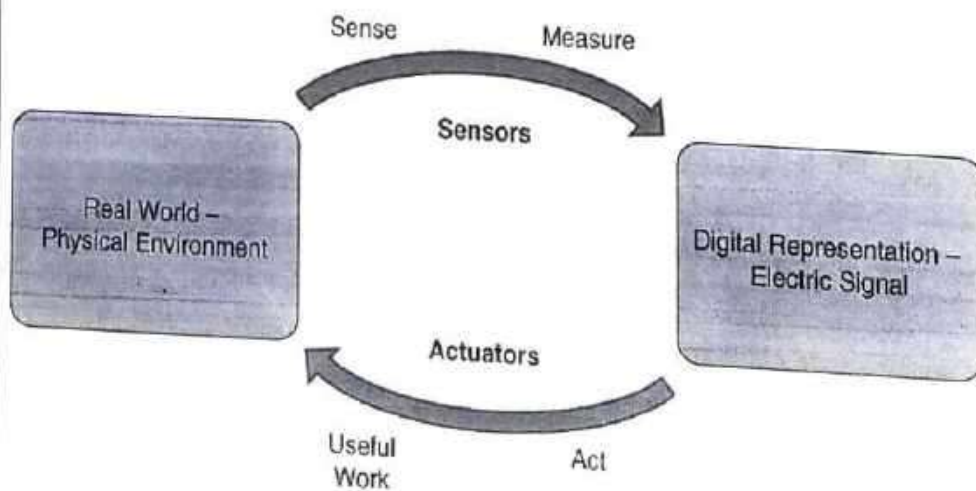 Sense
Measure
Sensors
Real World –
Physical Environment
Digital Representation –
Electric Signal
Actuators
Useful
Work
Act